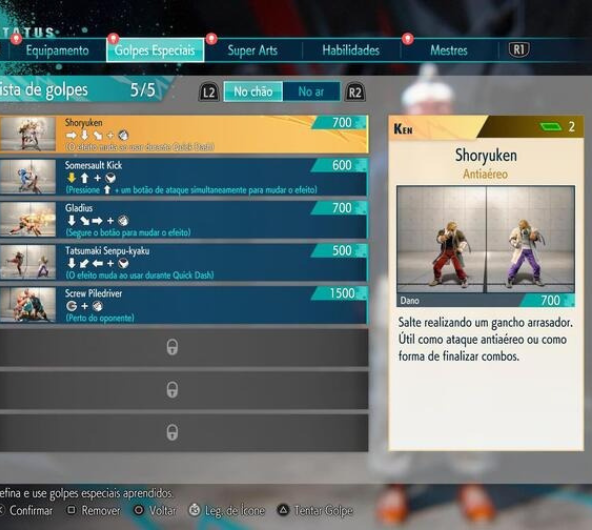 STATUS
Equipamento
Golpes Especiais
Super Arts
Habilidades
Mestres
R1
ista de golpes
5/5
L2
No chão
No ar
R2
Shoryuken
700
(O efeito muda ao usar durante Quick Dash)
Somersault Kick
600
(Pressione ⬆ + um botão de ataque simultaneamente para mudar o efeito)
Gladius
700
(Segure o botão para mudar o efeito)
Tatsumaki Senpu-kyaku
500
(O efeito muda ao usar durante Quick Dash)
Screw Piledriver
1500
(Perto do oponente)
KEN
2
Shoryuken
Antiaéreo
Dano
700
Salte realizando um gancho arrasador.
Útil como ataque antiaéreo ou como
forma de finalizar combos.
efina e use golpes especiais aprendidos.
Confirmar
Remover
Voltar
Leg. de ícone
Tentar Golpe